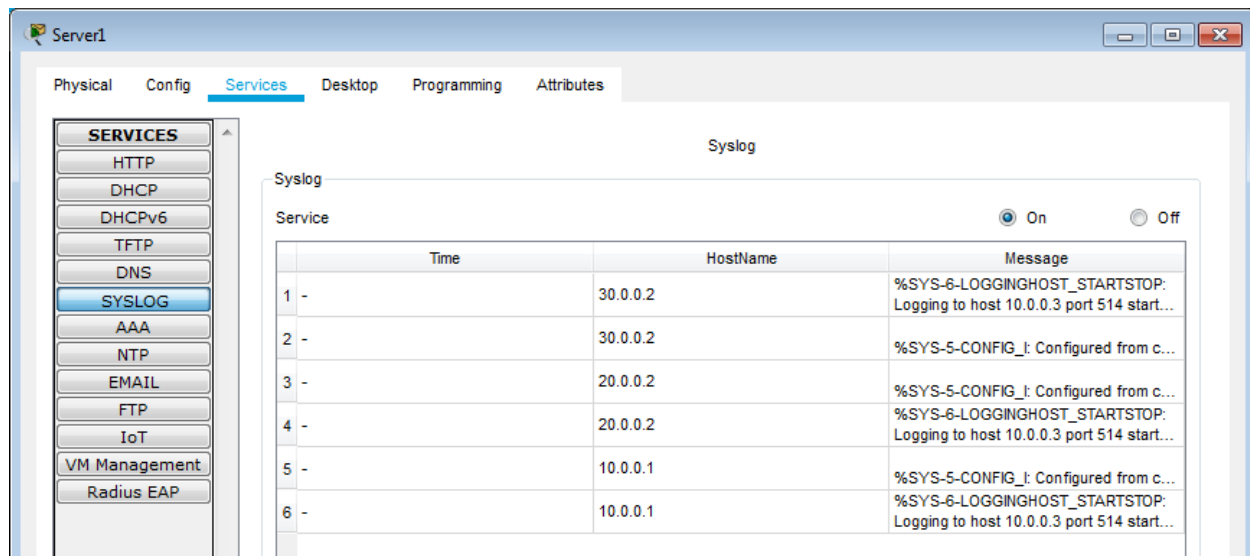 Server1
Physical Config Services Desktop Programming Attributes
SERVICES
HTTP
DHCP
DHCPv6
TFTP
DNS
SYSLOG
AAA
NTP
EMAIL
FTP
IoT
VM Management
Radius EAP
Syslog
Syslog
Service On Off
Time HostName Message
1 - 30.0.0.2 %SYS-6-LOGGINGHOST_STARTSTOP:
Logging to host 10.0.0.3 port 514 start...
2 - 30.0.0.2 %SYS-5-CONFIG_I: Configured from c...
3 - 20.0.0.2 %SYS-5-CONFIG_I: Configured from c...
4 - 20.0.0.2 %SYS-6-LOGGINGHOST_STARTSTOP:
Logging to host 10.0.0.3 port 514 start...
5 - 10.0.0.1 %SYS-5-CONFIG_I: Configured from c...
6 - 10.0.0.1 %SYS-6-LOGGINGHOST_STARTSTOP:
Logging to host 10.0.0.3 port 514 start...